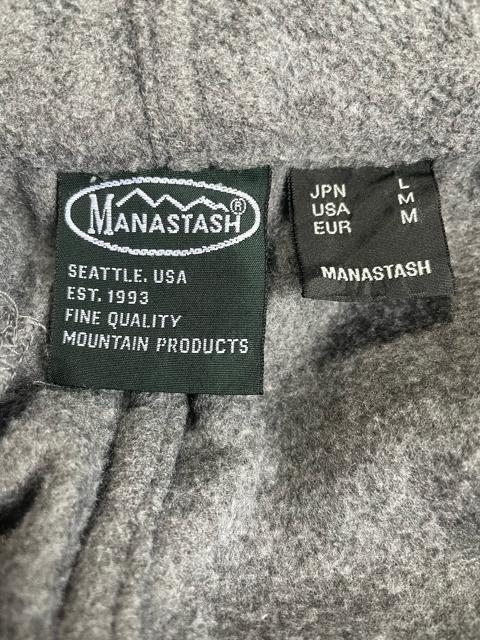 MANASTASH®
SEATTLE. USA
EST. 1993
FINE QUALITY
MOUNTAIN PRODUCTS
JPN L
USA M
EUR M
MANASTASH